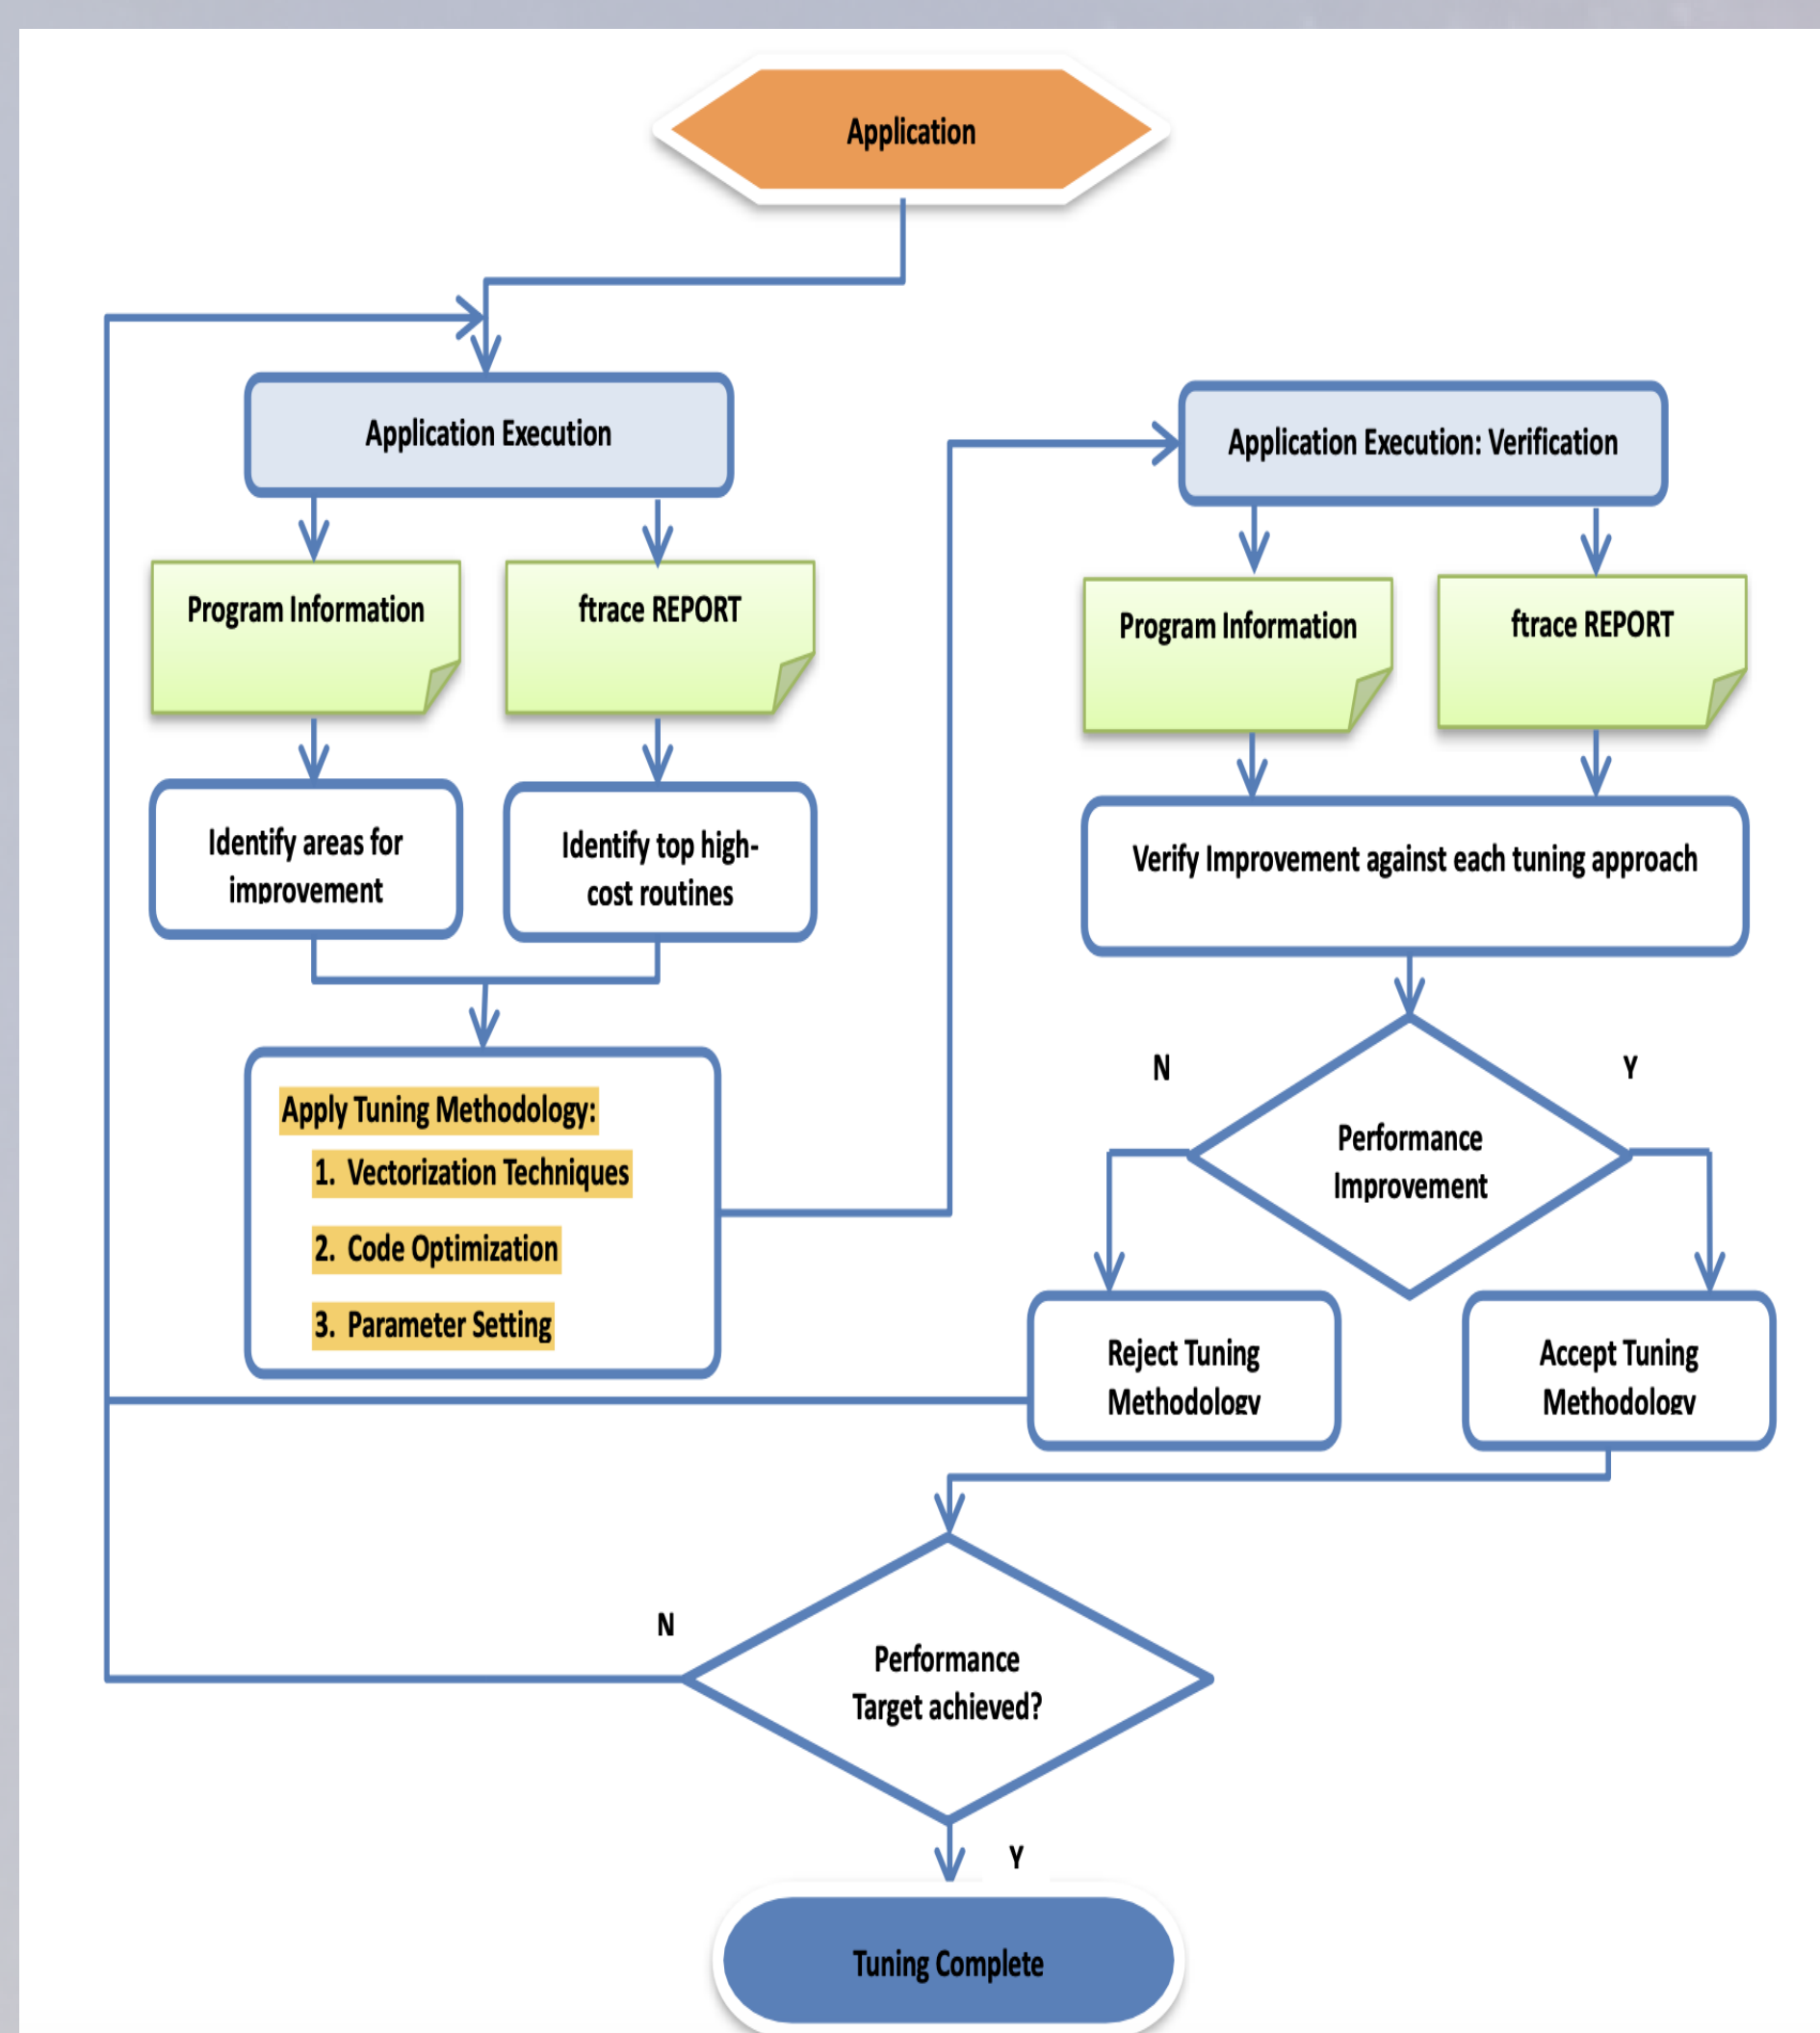 Application
Application Execution
Program Information
ftrace REPORT
Identify areas for
improvement
Identify top high-
cost routines
Apply Tuning Methodology:
1. Vectorization Techniques
2. Code Optimization
3. Parameter Setting
Application Execution: Verification
Program Information
ftrace REPORT
Verify Improvement against each tuning approach
N
Y
Performance
Improvement
Reject Tuning
Methodology
Accept Tuning
Methodology
N
Performance
Target achieved?
Y
Tuning Complete